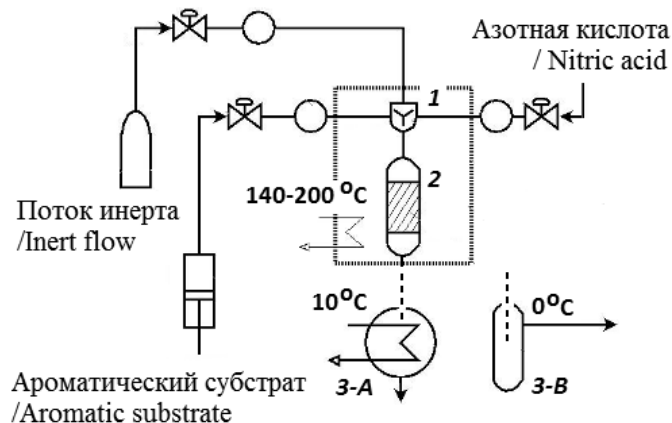 Азотная кислота
/ Nitric acid
1
2
140-200 °C
Поток инерта
/Inert flow
10°C
0°C
3-A
3-B
Ароматический субстрат
/Aromatic substrate